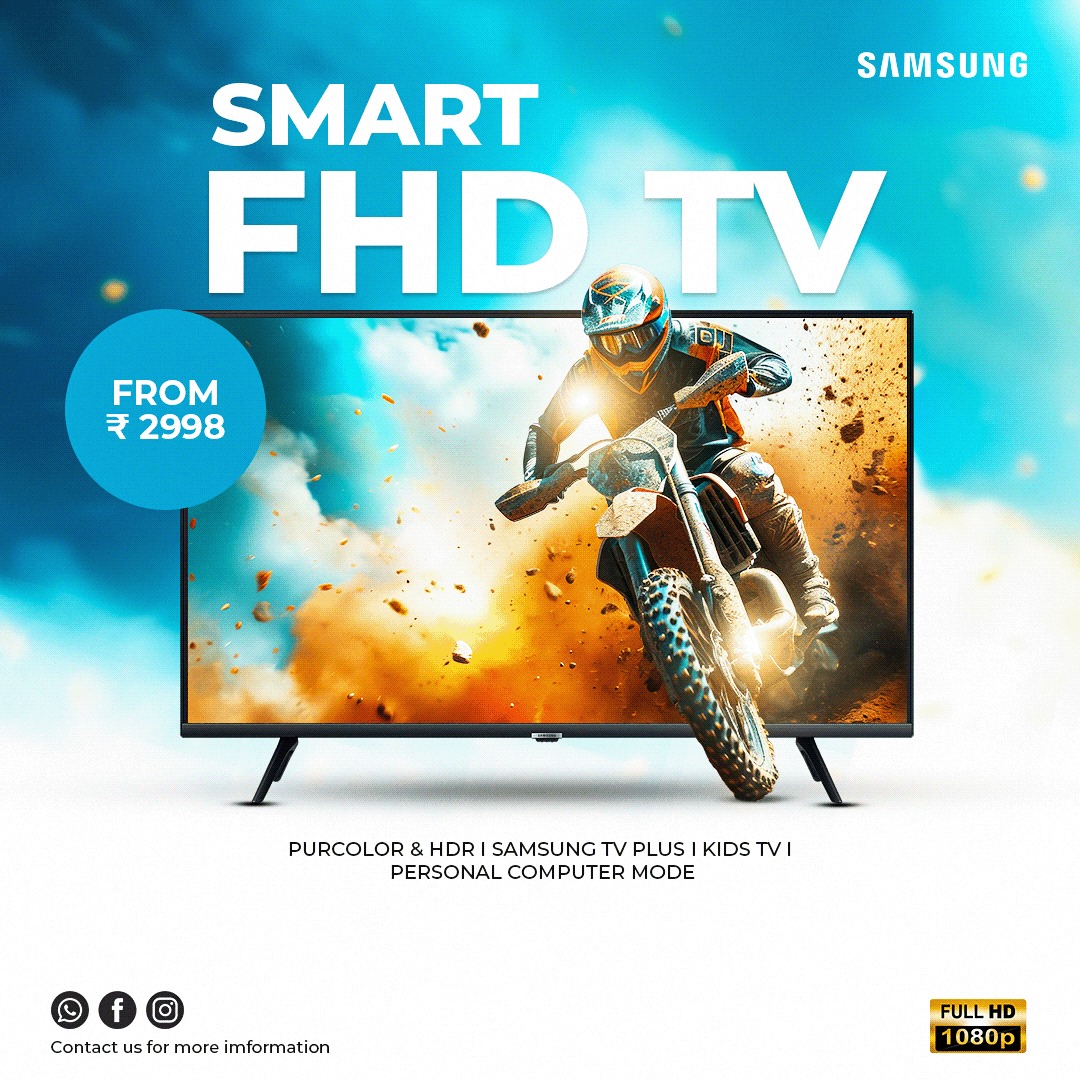 SAMSUNG
SMART
FHD TV
FROM
₹ 2998
SAMSUNG
PURCOLOR & HDR I SAMSUNG TV PLUS I KIDS TV I
PERSONAL COMPUTER MODE
Contact us for more imformation
FULL HD
1080p